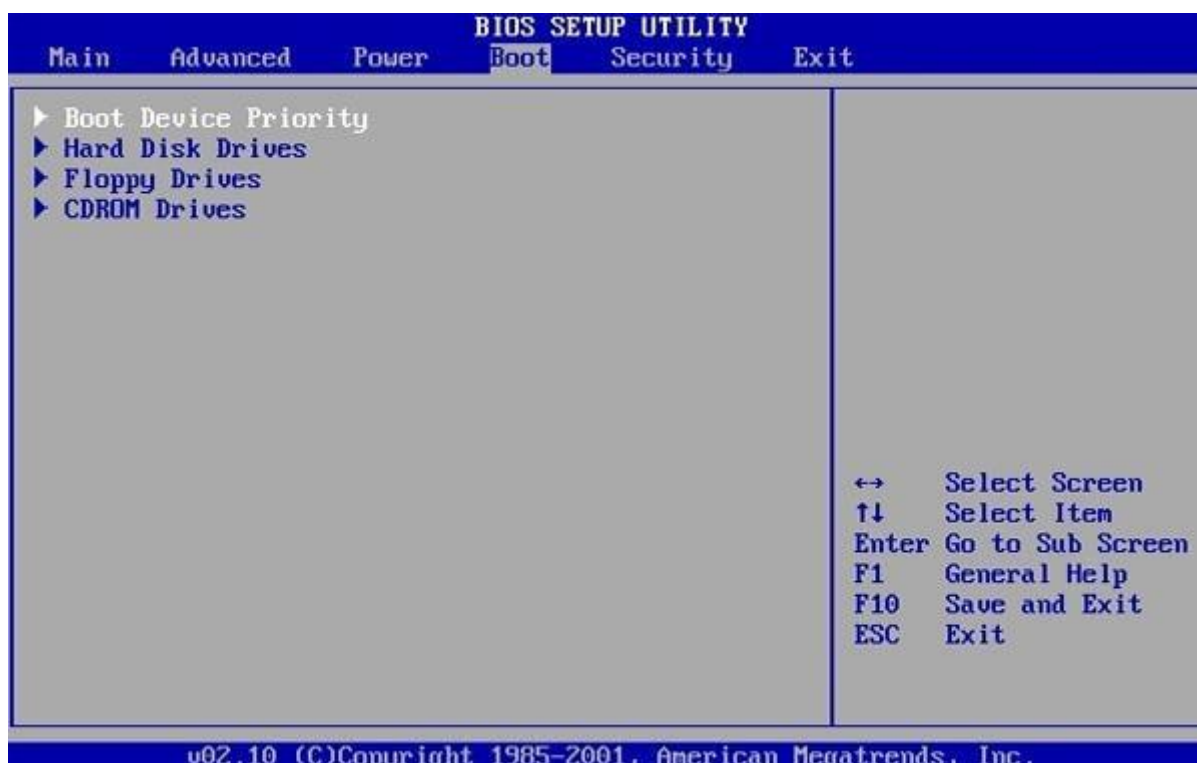 BIOS SETUP UTILITY
Main Advanced Power Boot Security Exit
Boot Device Priority
Hard Disk Drives
Floppy Drives
CDROM Drives
↔ Select Screen
↑↓ Select Item
Enter Go to Sub Screen
F1 General Help
F10 Save and Exit
ESC Exit
v02.10 (C)Copyright 1985-2001, American Megatrends, Inc.